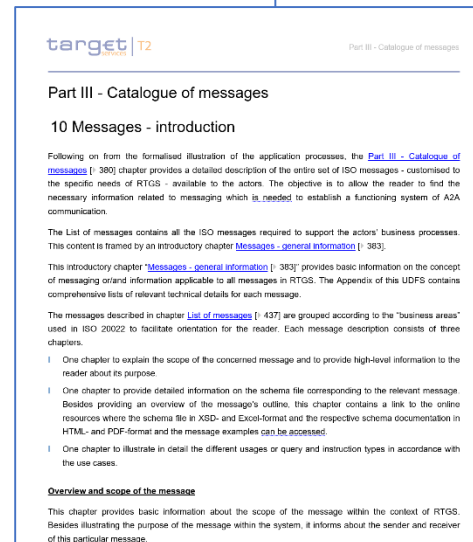 target | T2
services
Part III - Catalogue of messages
Part III - Catalogue of messages
10 Messages - introduction
Following on from the formalised illustration of the application processes, the Part III - Catalogue of
messages [▹ 380] chapter provides a detailed description of the entire set of ISO messages - customised to
the specific needs of RTGS - available to the actors. The objective is to allow the reader to find the
necessary information related to messaging which is needed to establish a functioning system of A2A
communication.
The List of messages contains all the ISO messages required to support the actors' business processes.
This content is framed by an introductory chapter Messages - general information [▹ 383].
This introductory chapter "Messages - general information [▹ 383]" provides basic information on the concept
of messaging or/and information applicable to all messages in RTGS. The Appendix of this UDFS contains
comprehensive lists of relevant technical details for each message.
The messages described in chapter List of messages [▹ 437] are grouped according to the "business areas"
used in ISO 20022 to facilitate orientation for the reader. Each message description consists of three
chapters.
l One chapter to explain the scope of the concerned message and to provide high-level information to the
reader about its purpose.
l One chapter to provide detailed information on the schema file corresponding to the relevant message.
Besides providing an overview of the message's outline, this chapter contains a link to the online
resources where the schema file in XSD- and Excel-format and the respective schema documentation in
HTML- and PDF-format and the message examples can be accessed.
l One chapter to illustrate in detail the different usages or query and instruction types in accordance with
the use cases.
Overview and scope of the message
This chapter provides basic information about the scope of the message within the context of RTGS.
Besides illustrating the purpose of the message within the system, it informs about the sender and receiver
of this particular message.